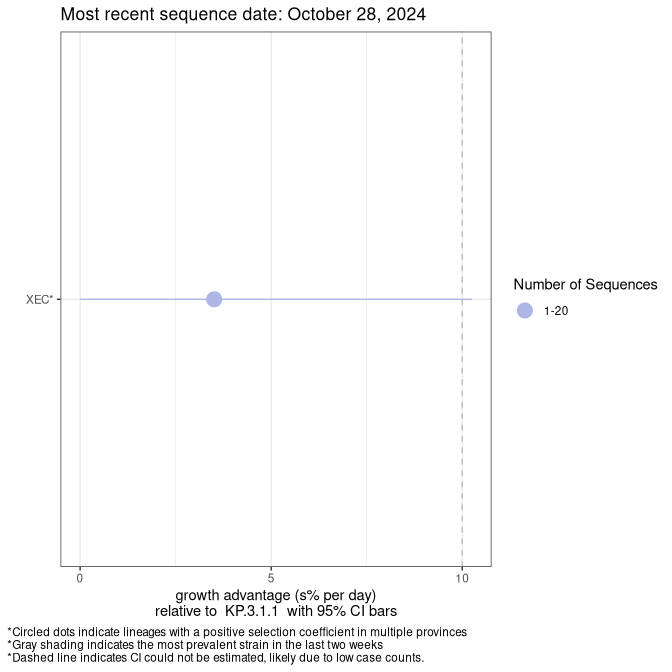 Most recent sequence date: October 28, 2024
XEC*
Number of Sequences
1-20
0
5
10
growth advantage (s% per day)
relative to  KP.3.1.1  with 95% CI bars
*Circled dots indicate lineages with a positive selection coefficient in multiple provinces
*Gray shading indicates the most prevalent strain in the last two weeks
*Dashed line indicates CI could not be estimated, likely due to low case counts.